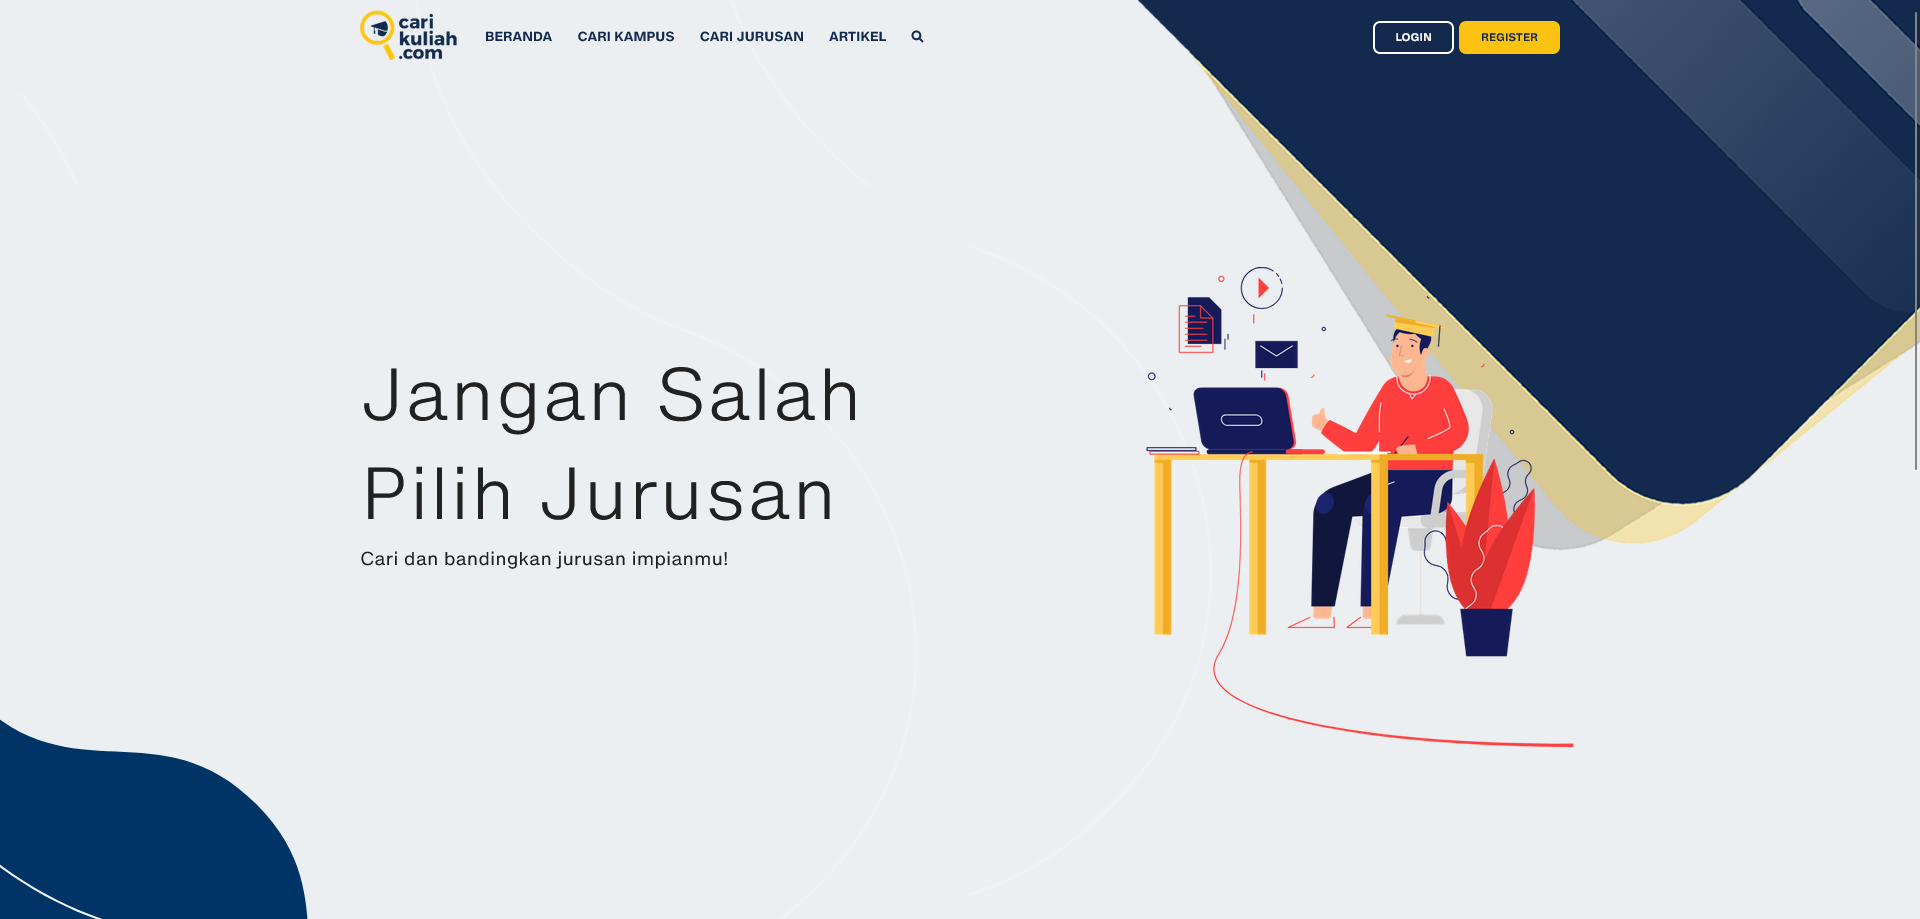 cari
kuliah
.com
BERANDA
CARI KAMPUS
CARI JURUSAN
ARTIKEL
LOGIN
REGISTER
Jangan Salah
Pilih Jurusan
Cari dan bandingkan jurusan impianmu!